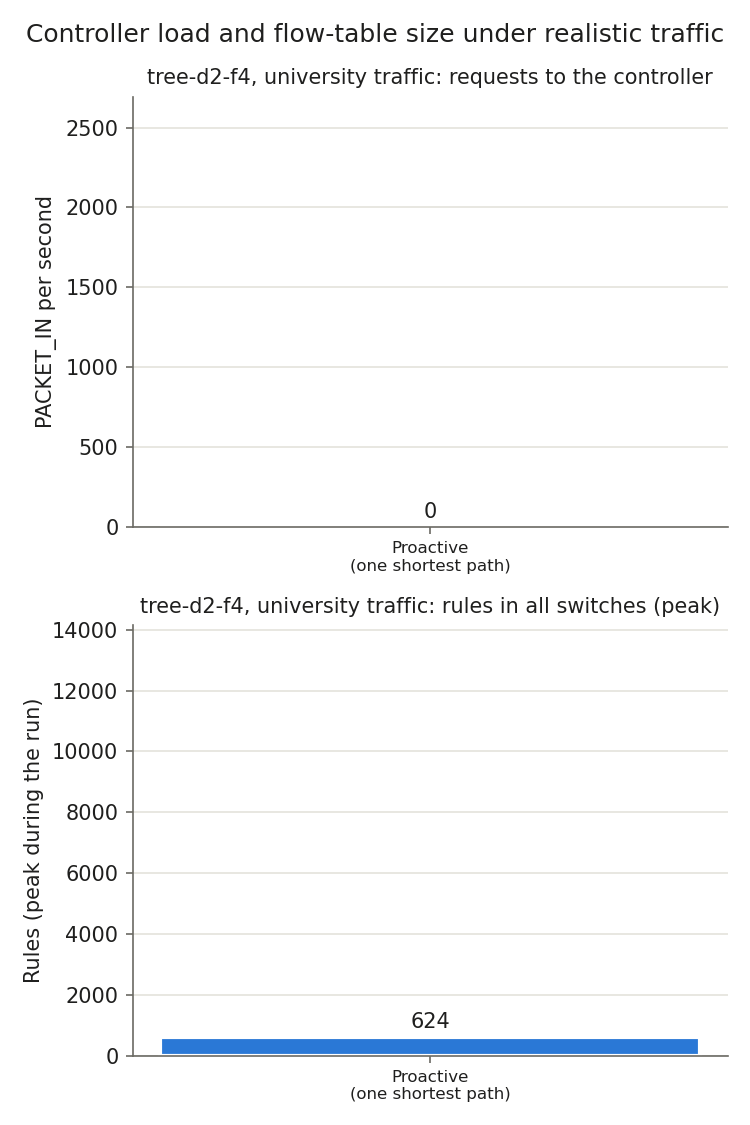 Controller load and flow-table size under realistic traffic
tree-d2-f4, university traffic: requests to the controller
PACKET_IN per second
2500
2000
1500
1000
500
0
0
Proactive
(one shortest path)
tree-d2-f4, university traffic: rules in all switches (peak)
Rules (peak during the run)
14000
12000
10000
8000
6000
4000
2000
0
624
Proactive
(one shortest path)